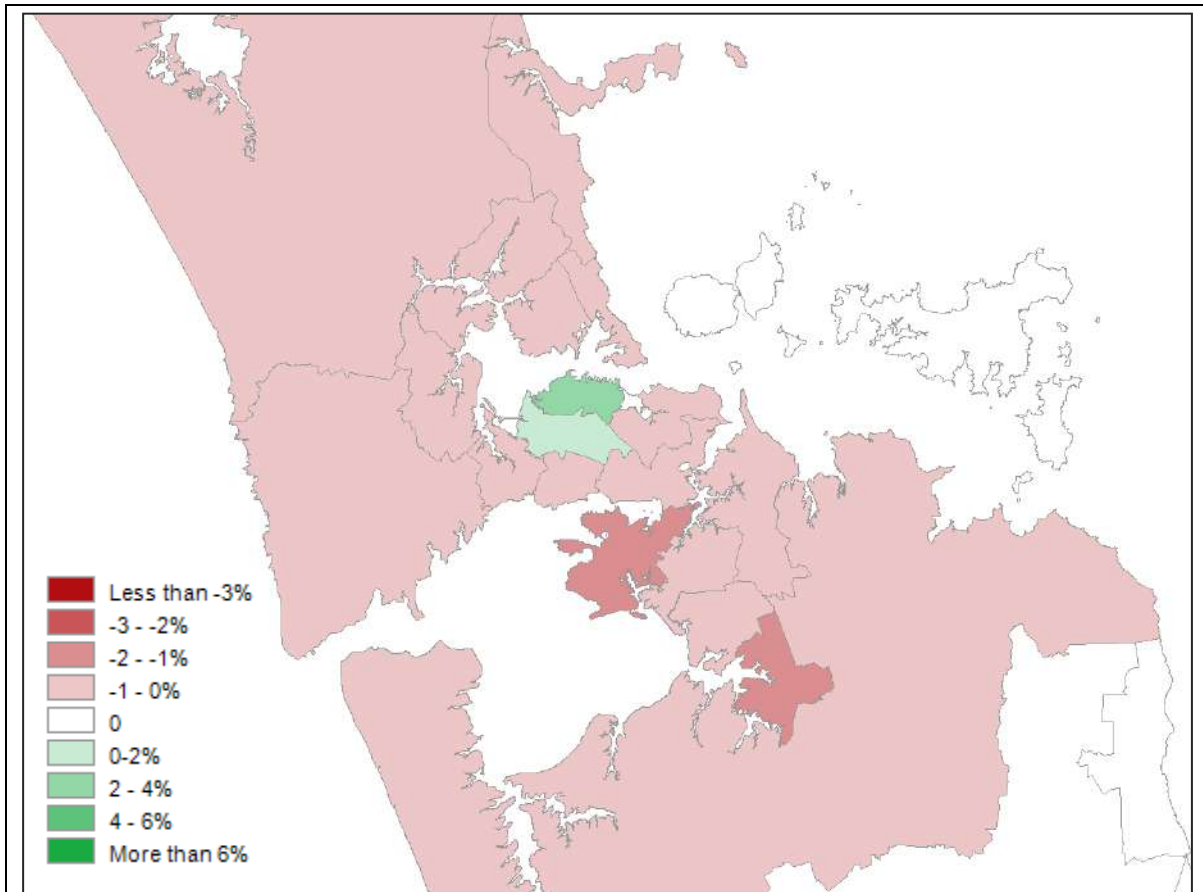 Less than -3%
-3 - -2%
-2 - -1%
-1 - 0%
0
0-2%
2 - 4%
4 - 6%
More than 6%